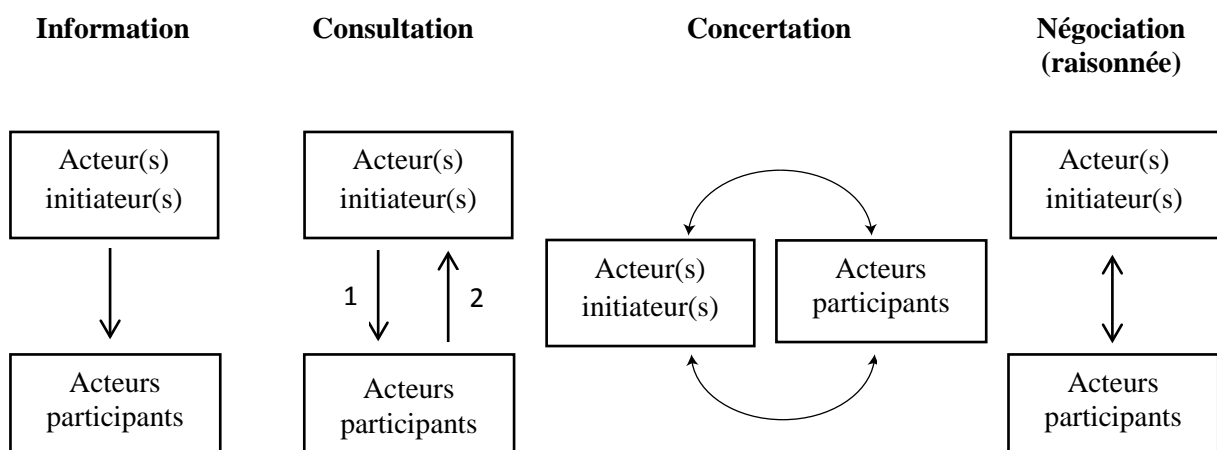 Information
Consultation
Concertation
Négociation
(raisonnée)
Acteur(s)
initiateur(s)
Acteurs
participants
Acteur(s)
initiateur(s)
1
2
Acteurs
participants
Acteur(s)
initiateur(s)
Acteurs
participants
Acteur(s)
initiateur(s)
Acteurs
participants